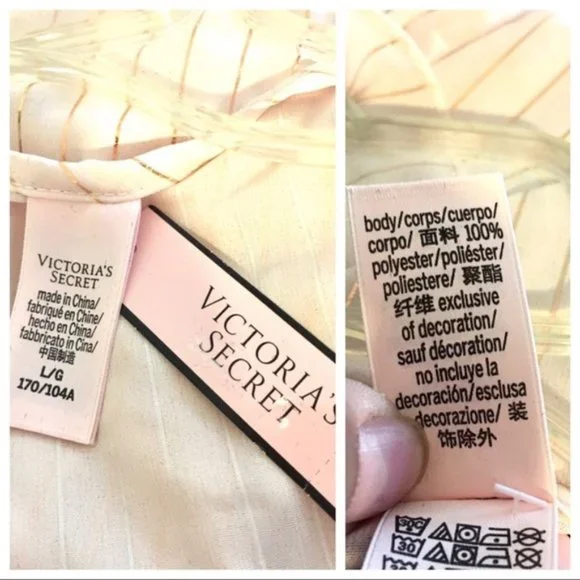 VICTORIA'S
SECRET
made in China/
fabriqué en Chine/
hecho en China/
fabbricato in Cina/
中国制造
L/G
170/104A
VICTORIA'S
SECRET
body/corps/cuerpo/
corpo/ 面料 100%
polyester/poliéster/
poliestere/ 聚酯
纤维 exclusive
of decoration/
sauf décoration/
no incluye la
decoración/esclusa
decorazione/ 装
饰除外
30